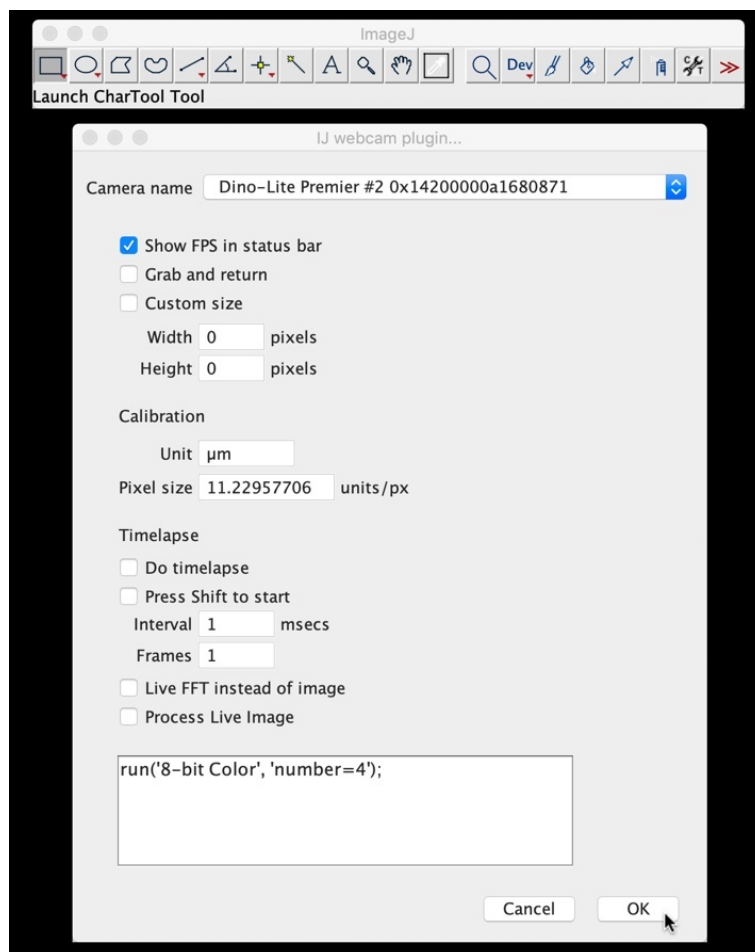 ImageJ
A Dev
Launch CharTool Tool
IJ webcam plugin...
Camera name Dino-Lite Premier #2 0x14200000a1680871
Show FPS in status bar
Grab and return
Custom size
Width 0 pixels
Height 0 pixels
Calibration
Unit µm
Pixel size 11.22957706 units/px
Timelapse
Do timelapse
Press Shift to start
Interval 1 msecs
Frames 1
Live FFT instead of image
Process Live Image
run('8-bit Color', 'number=4');
Cancel OK